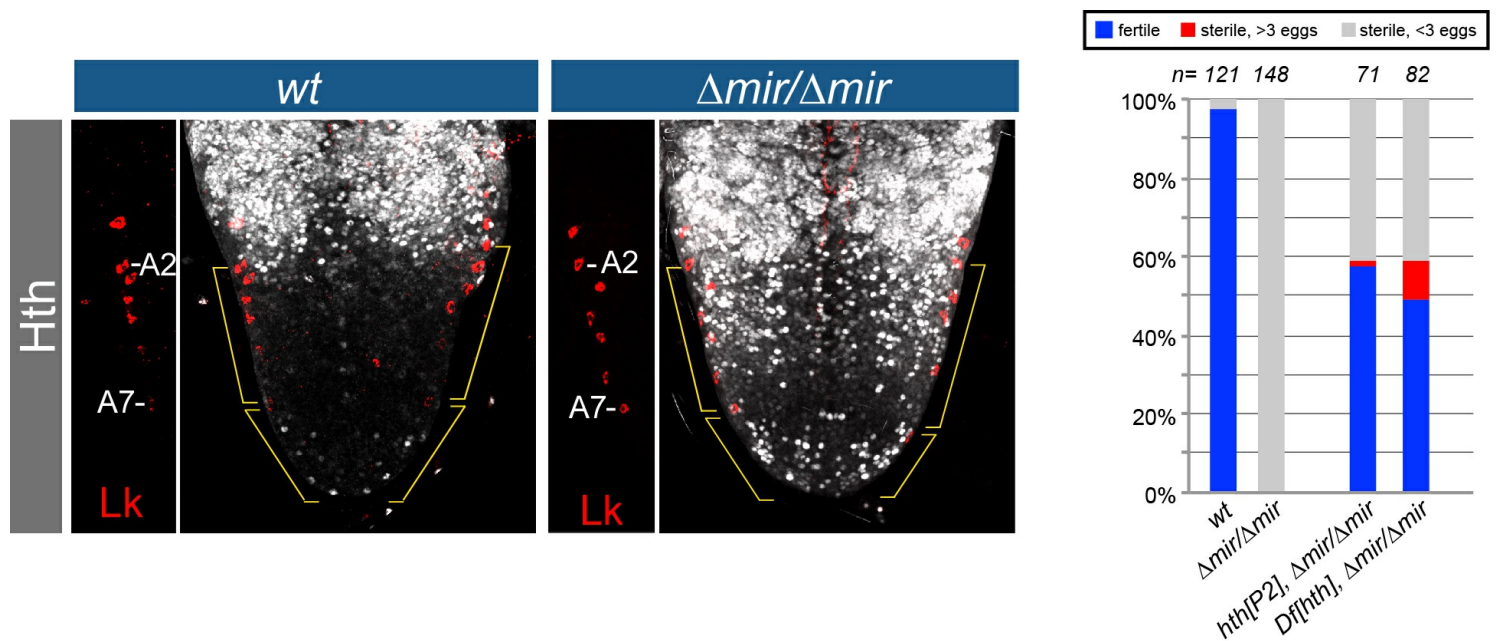 wt
Δmir/Δmir
Hth
-A2
A7-
Lk
-A2
A7-
Lk
fertile
sterile, >3 eggs
sterile, <3 eggs
n= 121 148 71 82
100%
80%
60%
40%
20%
0%
wt
Δmir/Δmir
hth[P2], Δmir/Δmir
Df[hth], Δmir/Δmir